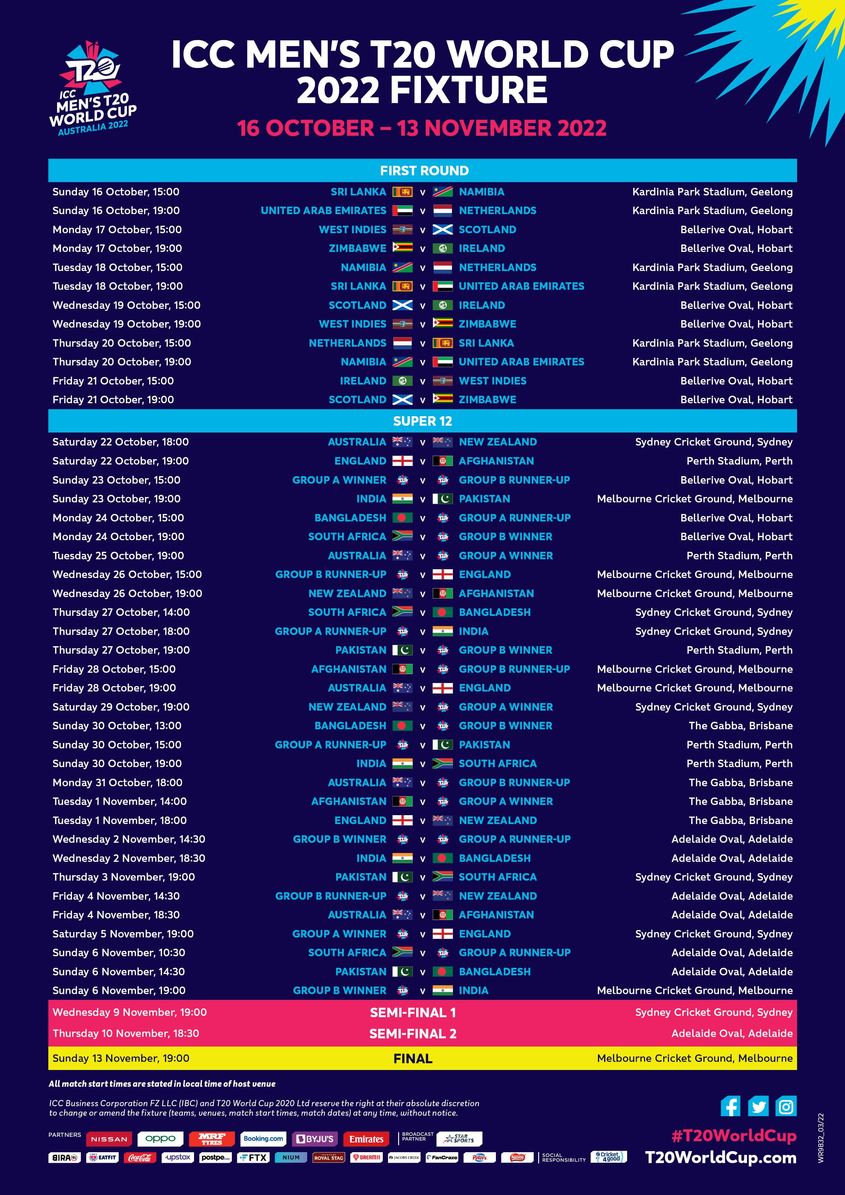 T20
ICC
MEN'S T20
WORLD CUP
AUSTRALIA 2022
ICC MEN'S T20 WORLD CUP
2022 FIXTURE
16 OCTOBER – 13 NOVEMBER 2022
FIRST ROUND
Sunday 16 October, 15:00 SRI LANKA v NAMIBIA Kardinia Park Stadium, Geelong
Sunday 16 October, 19:00 UNITED ARAB EMIRATES v NETHERLANDS Kardinia Park Stadium, Geelong
Monday 17 October, 15:00 WEST INDIES v SCOTLAND Bellerive Oval, Hobart
Monday 17 October, 19:00 ZIMBABWE v IRELAND Bellerive Oval, Hobart
Tuesday 18 October, 15:00 NAMIBIA v NETHERLANDS Kardinia Park Stadium, Geelong
Tuesday 18 October, 19:00 SRI LANKA v UNITED ARAB EMIRATES Kardinia Park Stadium, Geelong
Wednesday 19 October, 15:00 SCOTLAND v IRELAND Bellerive Oval, Hobart
Wednesday 19 October, 19:00 WEST INDIES v ZIMBABWE Bellerive Oval, Hobart
Thursday 20 October, 15:00 NETHERLANDS v SRI LANKA Kardinia Park Stadium, Geelong
Thursday 20 October, 19:00 NAMIBIA v UNITED ARAB EMIRATES Kardinia Park Stadium, Geelong
Friday 21 October, 15:00 IRELAND v WEST INDIES Bellerive Oval, Hobart
Friday 21 October, 19:00 SCOTLAND v ZIMBABWE Bellerive Oval, Hobart
SUPER 12
Saturday 22 October, 18:00 AUSTRALIA v NEW ZEALAND Sydney Cricket Ground, Sydney
Saturday 22 October, 19:00 ENGLAND v AFGHANISTAN Perth Stadium, Perth
Sunday 23 October, 15:00 GROUP A WINNER v GROUP B RUNNER-UP Bellerive Oval, Hobart
Sunday 23 October, 19:00 INDIA v PAKISTAN Melbourne Cricket Ground, Melbourne
Monday 24 October, 15:00 BANGLADESH v GROUP A RUNNER-UP Bellerive Oval, Hobart
Monday 24 October, 19:00 SOUTH AFRICA v GROUP B WINNER Bellerive Oval, Hobart
Tuesday 25 October, 19:00 AUSTRALIA v GROUP A WINNER Perth Stadium, Perth
Wednesday 26 October, 15:00 GROUP B RUNNER-UP v ENGLAND Melbourne Cricket Ground, Melbourne
Wednesday 26 October, 19:00 NEW ZEALAND v AFGHANISTAN Melbourne Cricket Ground, Melbourne
Thursday 27 October, 14:00 SOUTH AFRICA v BANGLADESH Sydney Cricket Ground, Sydney
Thursday 27 October, 18:00 GROUP A RUNNER-UP v INDIA Sydney Cricket Ground, Sydney
Thursday 27 October, 19:00 PAKISTAN v GROUP B WINNER Perth Stadium, Perth
Friday 28 October, 15:00 AFGHANISTAN v GROUP B RUNNER-UP Melbourne Cricket Ground, Melbourne
Friday 28 October, 19:00 AUSTRALIA v ENGLAND Melbourne Cricket Ground, Melbourne
Saturday 29 October, 19:00 NEW ZEALAND v GROUP A WINNER Sydney Cricket Ground, Sydney
Sunday 30 October, 13:00 BANGLADESH v GROUP B WINNER The Gabba, Brisbane
Sunday 30 October, 15:00 GROUP A RUNNER-UP v PAKISTAN Perth Stadium, Perth
Sunday 30 October, 19:00 INDIA v SOUTH AFRICA Perth Stadium, Perth
Monday 31 October, 18:00 AUSTRALIA v GROUP B RUNNER-UP The Gabba, Brisbane
Tuesday 1 November, 14:00 AFGHANISTAN v GROUP A WINNER The Gabba, Brisbane
Tuesday 1 November, 18:00 ENGLAND v NEW ZEALAND The Gabba, Brisbane
Wednesday 2 November, 14:30 GROUP B WINNER v GROUP A RUNNER-UP Adelaide Oval, Adelaide
Wednesday 2 November, 18:30 INDIA v BANGLADESH Adelaide Oval, Adelaide
Thursday 3 November, 19:00 PAKISTAN v SOUTH AFRICA Sydney Cricket Ground, Sydney
Friday 4 November, 14:30 GROUP B RUNNER-UP v NEW ZEALAND Adelaide Oval, Adelaide
Friday 4 November, 18:30 AUSTRALIA v AFGHANISTAN Adelaide Oval, Adelaide
Saturday 5 November, 19:00 GROUP A WINNER v ENGLAND Sydney Cricket Ground, Sydney
Sunday 6 November, 10:30 SOUTH AFRICA v GROUP A RUNNER-UP Adelaide Oval, Adelaide
Sunday 6 November, 14:30 PAKISTAN v BANGLADESH Adelaide Oval, Adelaide
Sunday 6 November, 19:00 GROUP B WINNER v INDIA Melbourne Cricket Ground, Melbourne
Wednesday 9 November, 19:00 SEMI-FINAL 1 Sydney Cricket Ground, Sydney
Thursday 10 November, 18:30 SEMI-FINAL 2 Adelaide Oval, Adelaide
Sunday 13 November, 19:00 FINAL Melbourne Cricket Ground, Melbourne
All match start times are stated in local time of host venue
ICC Business Corporation FZ LLC (IBC) and T20 World Cup 2020 Ltd reserve the right at their absolute discretion
to change or amend the fixture (teams, venues, match start times, match dates) at any time, without notice.
PARTNERS NISSAN oppo MRF TYRES Booking.com BYJU'S Emirates BROADCAST PARTNER STAR SPORTS
#T20WorldCup
BIRA 91 EATFIT Coca-Cola upstox postpe FTX NIUM ROYAL STAG DREAM11 JACOB'S CREEK FanCraze SOCIAL RESPONSIBILITY Cricket 4 good
T20WorldCup.com
WR9832_03/22